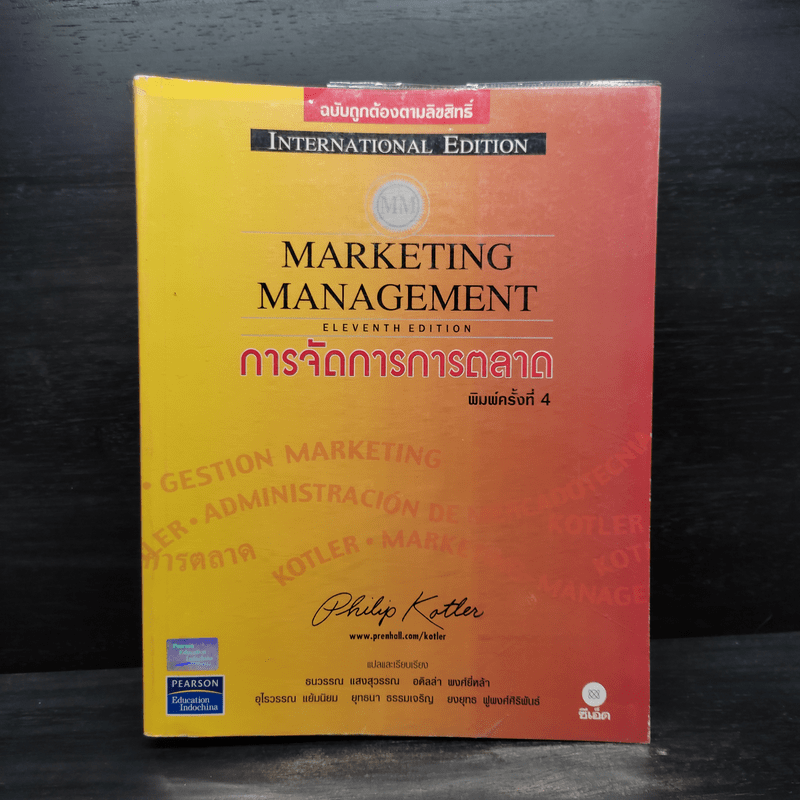 ฉบับถูกต้องตามลิขสิทธิ์
INTERNATIONAL EDITION
MM
MARKETING
MANAGEMENT
ELEVENTH EDITION
การจัดการการตลาด
พิมพ์ครั้งที่ 4
• GESTION MARKETING
LER • ADMINISTRACIÓN DE MERCADOTECNIA
KOTLER
การตลาด
KOTLER • MARKETING
MANAGE
Philip Kotler
www.prenhall.com/kotler
แปลและเรียบเรียง
ธนวรรณ แสงสุวรรณ อดิลล่า พงศ์ยี่หล้า
อุไรวรรณ แย้มนิยม ยุทธนา ธรรมเจริญ ยงยุทธ ฟูพงศ์ศิริพันธ์
Pearson
Education
Indochina
PEARSON
Education
Indochina
ซีเอ็ด